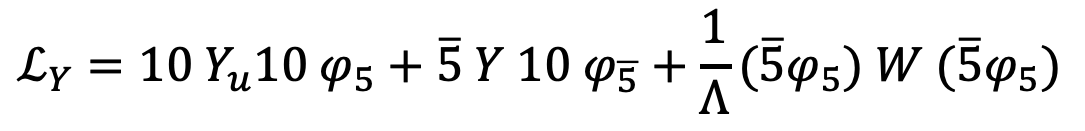 ℒ_Y = 10 Y_u 10 φ_5 + 5̅ Y 10 φ_5̅ + 1/Λ (5̅φ_5) W (5̅φ_5)